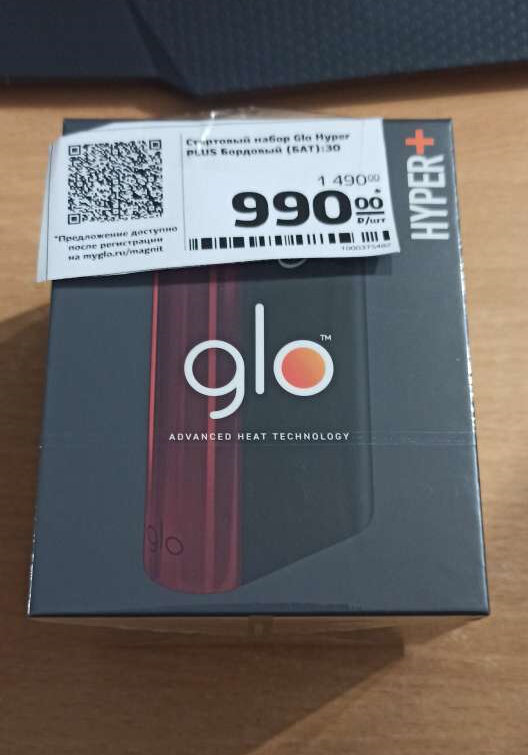 Стартовый набор Glo Hyper
PLUS Бордовый (БАТ):30
1 490⁰⁰
990⁰⁰*
₽/шт
*Предложение доступно
после регистрации
на myglo.ru/magnit
1000375487
HYPER+
glo™
ADVANCED HEAT TECHNOLOGY
glo